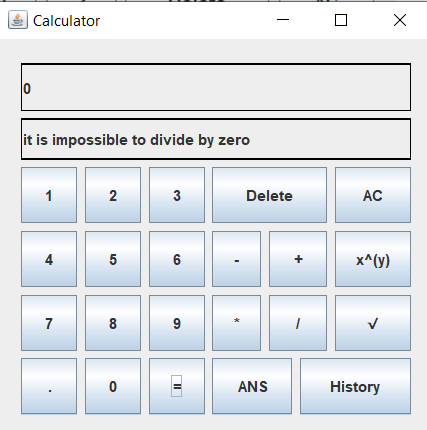 Calculator
0
it is impossible to divide by zero
1 2 3 Delete AC
4 5 6 - + x^(y)
7 8 9 * / √
. 0 = ANS History